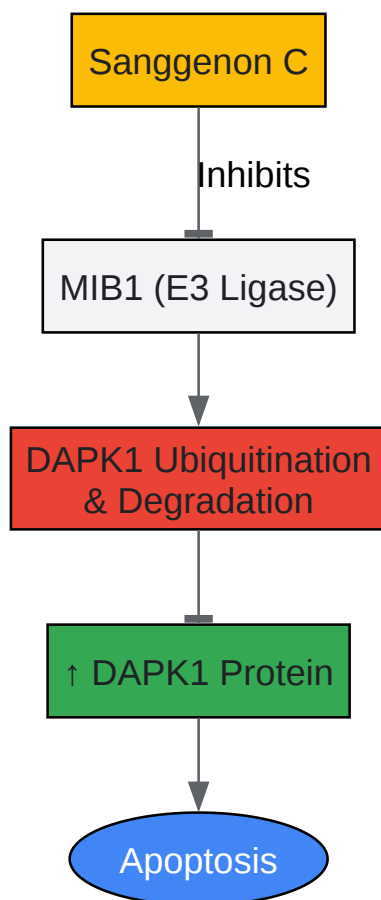 Sanggenon C
Inhibits
MIB1 (E3 Ligase)
DAPK1 Ubiquitination
& Degradation
↑ DAPK1 Protein
Apoptosis